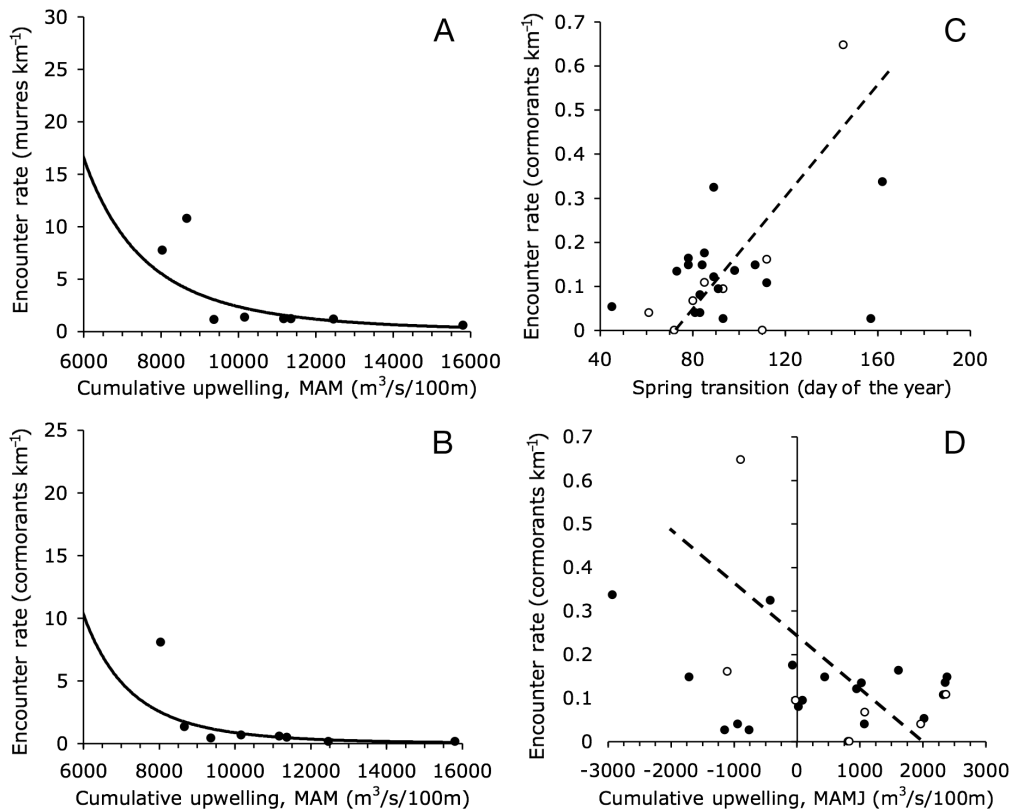 A
Encounter rate (murres km⁻¹)
30
25
20
15
10
5
0
6000 8000 10000 12000 14000 16000
Cumulative upwelling, MAM (m³/s/100m)
B
Encounter rate (cormorants km⁻¹)
25
20
15
10
5
0
6000 8000 10000 12000 14000 16000
Cumulative upwelling, MAM (m³/s/100m)
C
Encounter rate (cormorants km⁻¹)
0.7
0.6
0.5
0.4
0.3
0.2
0.1
0
40 80 120 160 200
Spring transition (day of the year)
D
Encounter rate (cormorants km⁻¹)
0.7
0.6
0.5
0.4
0.3
0.2
0.1
0
-3000 -2000 -1000 0 1000 2000 3000
Cumulative upwelling, MAMJ (m³/s/100m)